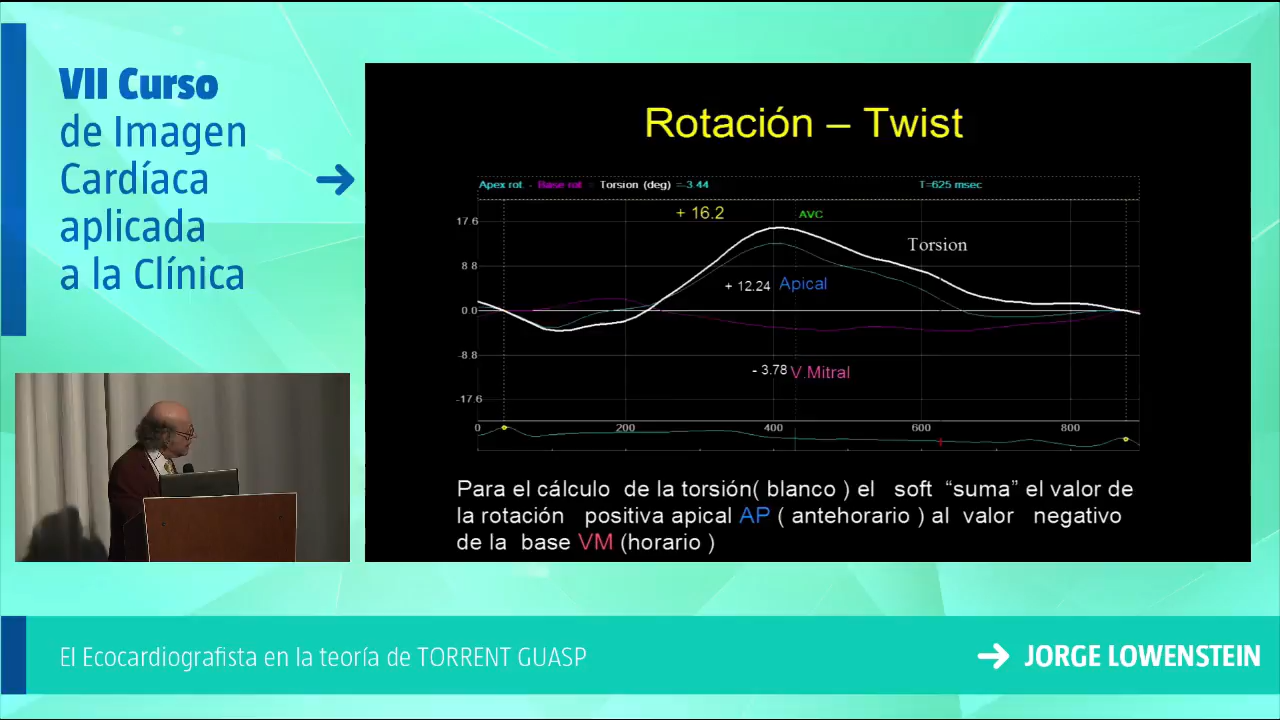 VII Curso
de Imagen
Cardíaca
aplicada
a la Clínica
Rotación – Twist
Apex rot - Base rot = Torsion (deg) =-3.44 T=625 msec
+ 16.2
AVC
17.6
Torsion
8.8
+ 12.24 Apical
0.0
-8.8
- 3.78 V.Mitral
-17.6
0 200 400 600 800
Para el cálculo de la torsión( blanco ) el soft “suma” el valor de
la rotación positiva apical AP ( antehorario ) al valor negativo
de la base VM (horario )
El Ecocardiografista en la teoría de TORRENT GUASP
JORGE LOWENSTEIN